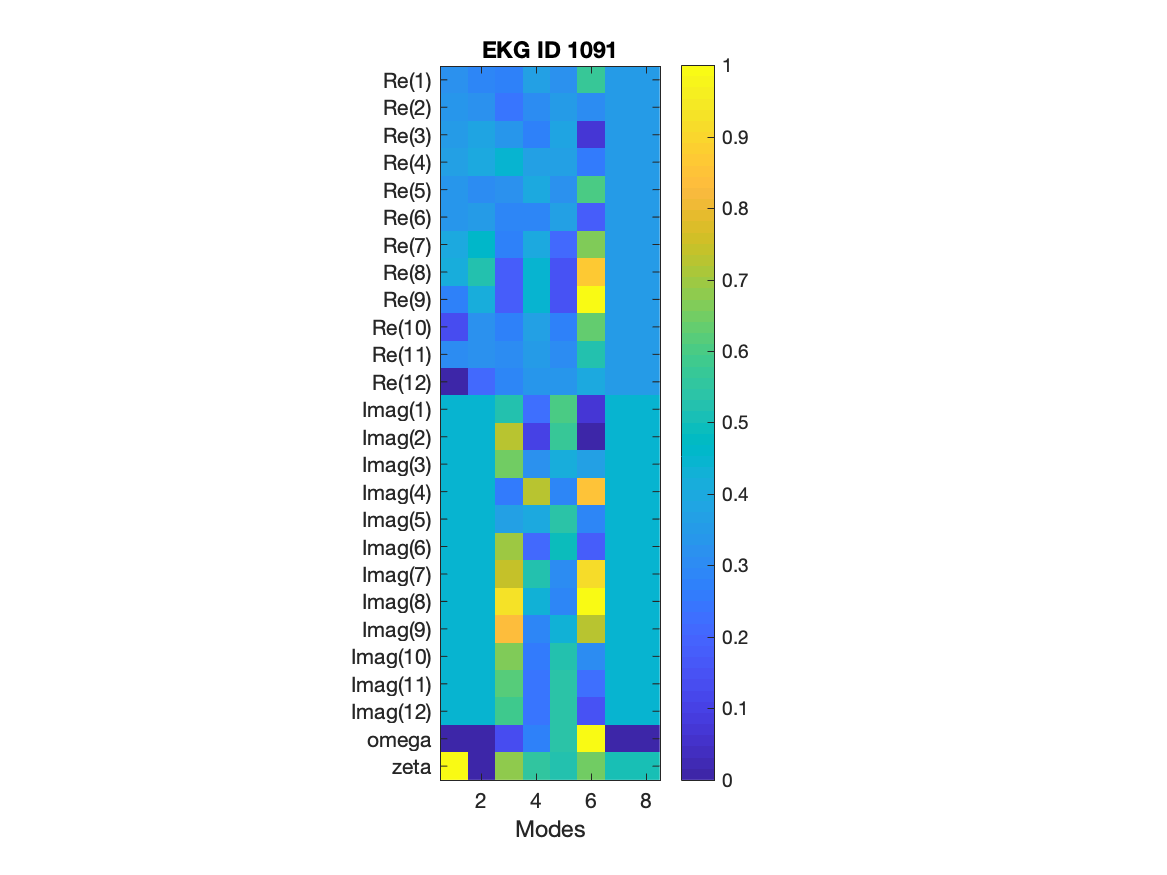 EKG ID 1091
Re(1)
Re(2)
Re(3)
Re(4)
Re(5)
Re(6)
Re(7)
Re(8)
Re(9)
Re(10)
Re(11)
Re(12)
Imag(1)
Imag(2)
Imag(3)
Imag(4)
Imag(5)
Imag(6)
Imag(7)
Imag(8)
Imag(9)
Imag(10)
Imag(11)
Imag(12)
omega
zeta
2 4 6 8
Modes
1
0.9
0.8
0.7
0.6
0.5
0.4
0.3
0.2
0.1
0